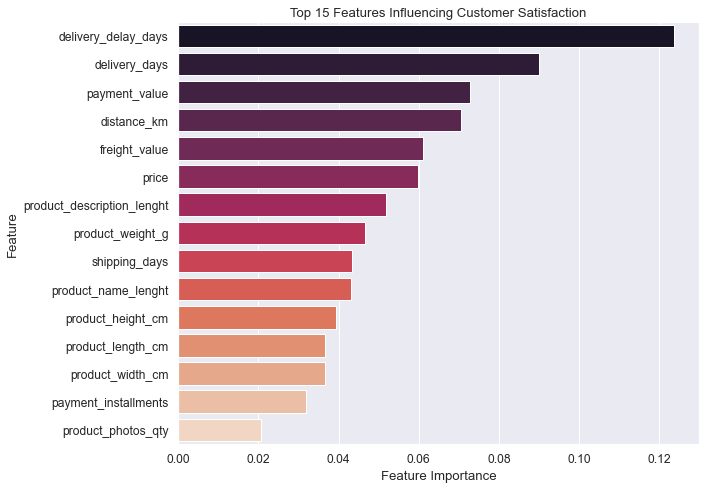 Top 15 Features Influencing Customer Satisfaction
Feature
delivery_delay_days
delivery_days
payment_value
distance_km
freight_value
price
product_description_lenght
product_weight_g
shipping_days
product_name_lenght
product_height_cm
product_length_cm
product_width_cm
payment_installments
product_photos_qty
0.00 0.02 0.04 0.06 0.08 0.10 0.12
Feature Importance